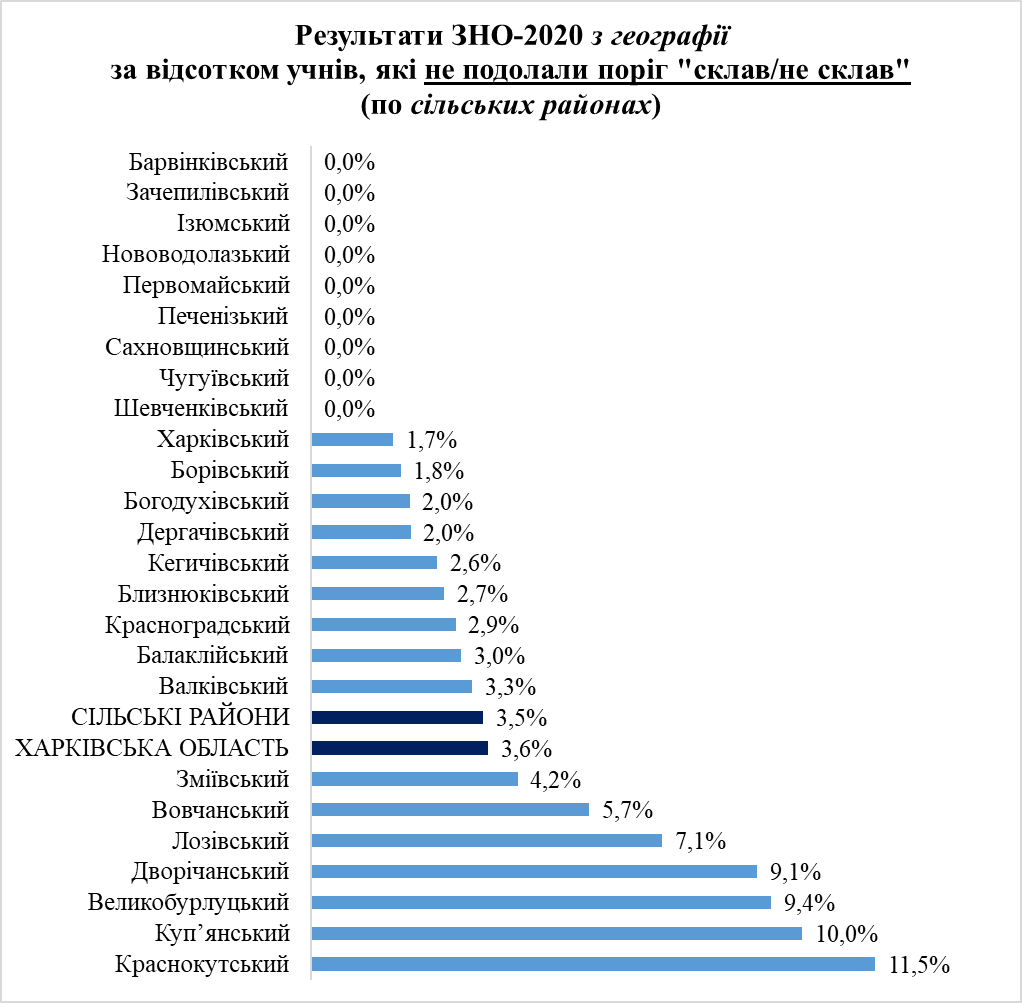 Результати ЗНО-2020 з географії
за відсотком учнів, які не подолали поріг "склав/не склав"
(по сільських районах)
Барвінківський 0,0%
Зачепилівський 0,0%
Ізюмський 0,0%
Нововодолазький 0,0%
Первомайський 0,0%
Печенізький 0,0%
Сахновщинський 0,0%
Чугуївський 0,0%
Шевченківський 0,0%
Харківський 1,7%
Борівський 1,8%
Богодухівський 2,0%
Дергачівський 2,0%
Кегичівський 2,6%
Близнюківський 2,7%
Красноградський 2,9%
Балаклійський 3,0%
Валківський 3,3%
СІЛЬСЬКІ РАЙОНИ 3,5%
ХАРКІВСЬКА ОБЛАСТЬ 3,6%
Зміївський 4,2%
Вовчанський 5,7%
Лозівський 7,1%
Дворічанський 9,1%
Великобурлуцький 9,4%
Куп’янський 10,0%
Краснокутський 11,5%